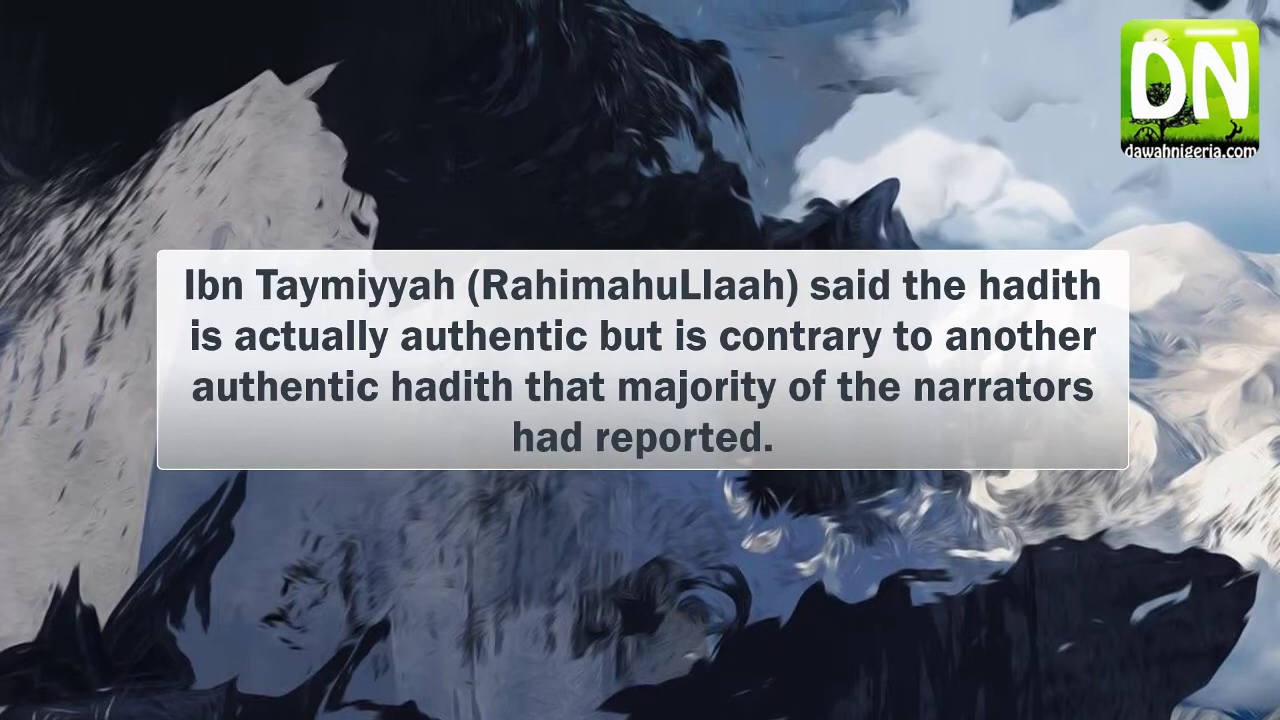 DN
dawahnigeria.com
Ibn Taymiyyah (RahimahuLlaah) said the hadith
is actually authentic but is contrary to another
authentic hadith that majority of the narrators
had reported.